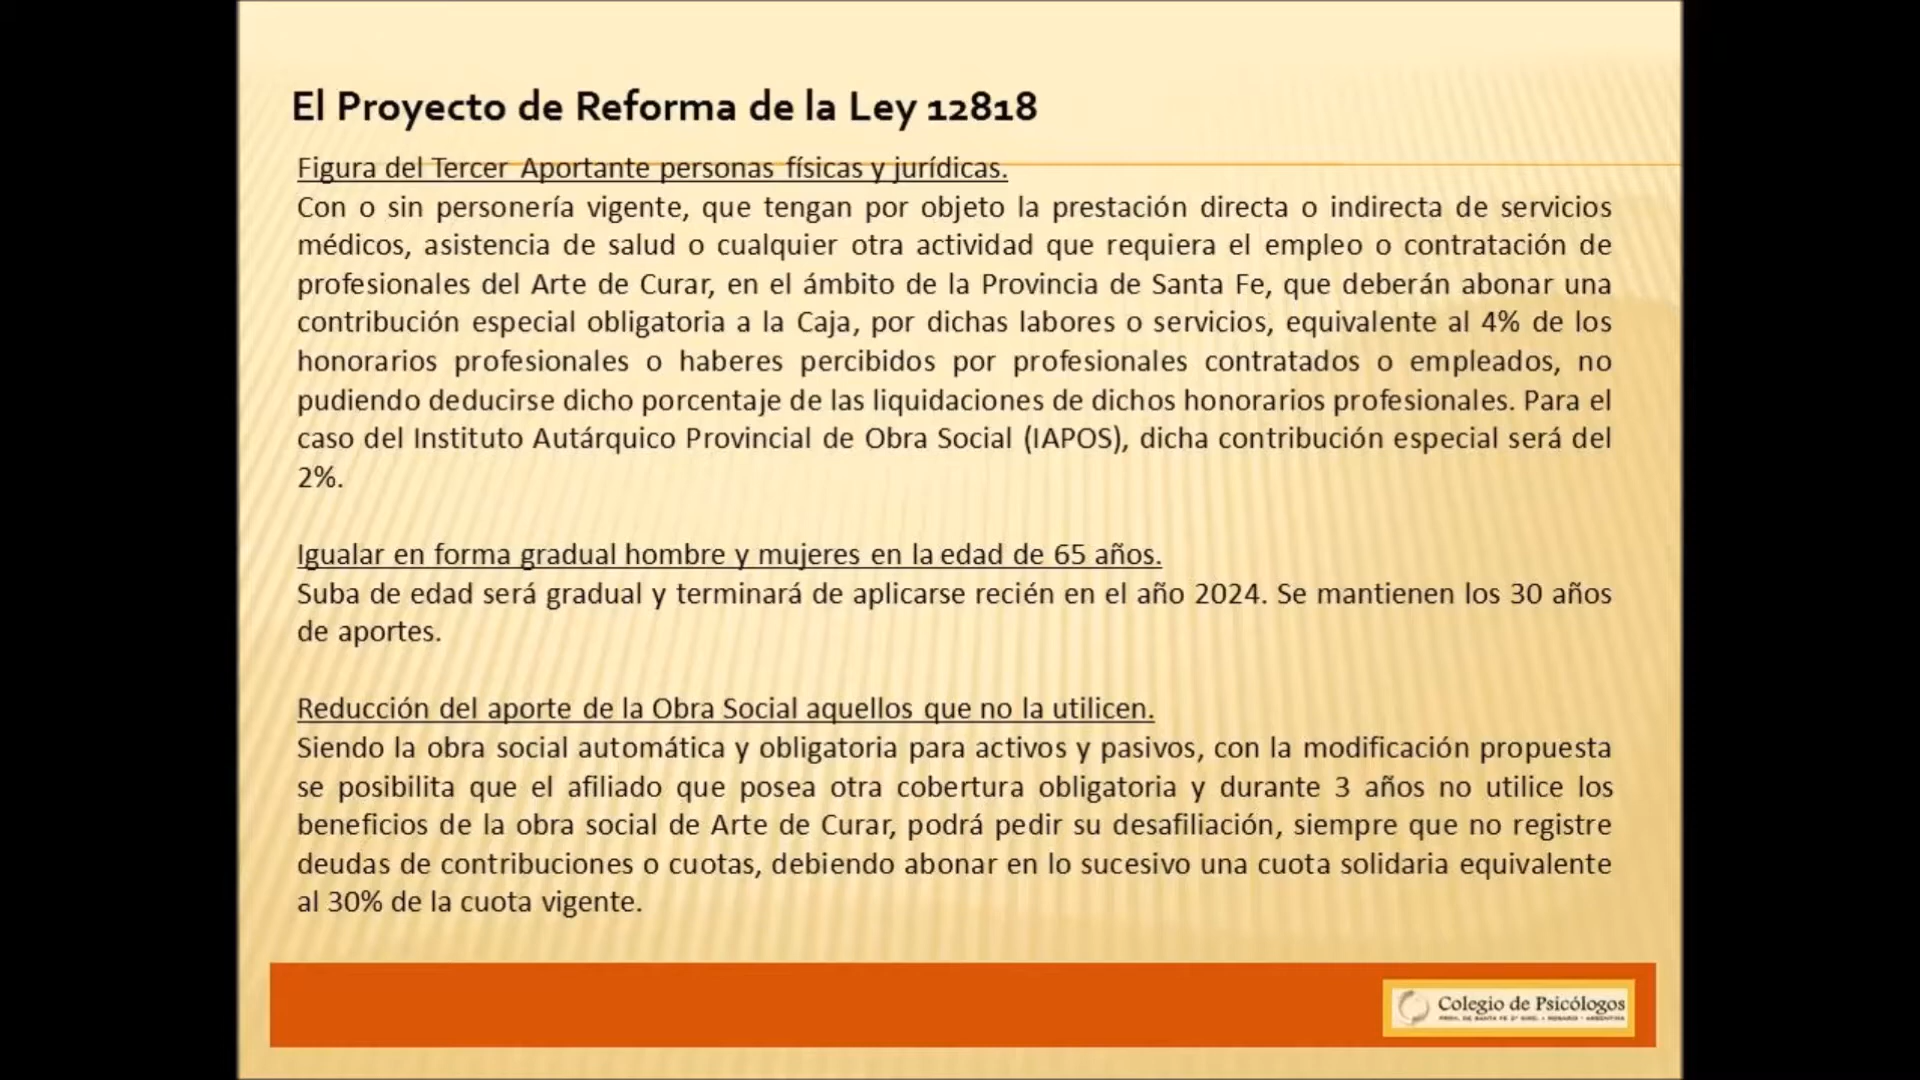 El Proyecto de Reforma de la Ley 12818
Figura del Tercer Aportante personas físicas y jurídicas.
Con o sin personería vigente, que tengan por objeto la prestación directa o indirecta de servicios
médicos, asistencia de salud o cualquier otra actividad que requiera el empleo o contratación de
profesionales del Arte de Curar, en el ámbito de la Provincia de Santa Fe, que deberán abonar una
contribución especial obligatoria a la Caja, por dichas labores o servicios, equivalente al 4% de los
honorarios profesionales o haberes percibidos por profesionales contratados o empleados, no
pudiendo deducirse dicho porcentaje de las liquidaciones de dichos honorarios profesionales. Para el
caso del Instituto Autárquico Provincial de Obra Social (IAPOS), dicha contribución especial será del
2%.
Igualar en forma gradual hombre y mujeres en la edad de 65 años.
Suba de edad será gradual y terminará de aplicarse recién en el año 2024. Se mantienen los 30 años
de aportes.
Reducción del aporte de la Obra Social aquellos que no la utilicen.
Siendo la obra social automática y obligatoria para activos y pasivos, con la modificación propuesta
se posibilita que el afiliado que posea otra cobertura obligatoria y durante 3 años no utilice los
beneficios de la obra social de Arte de Curar, podrá pedir su desafiliación, siempre que no registre
deudas de contribuciones o cuotas, debiendo abonar en lo sucesivo una cuota solidaria equivalente
al 30% de la cuota vigente.
Colegio de Psicólogos
PROV. DE SANTA FE 2ª CIRC. • ROSARIO • ARGENTINA